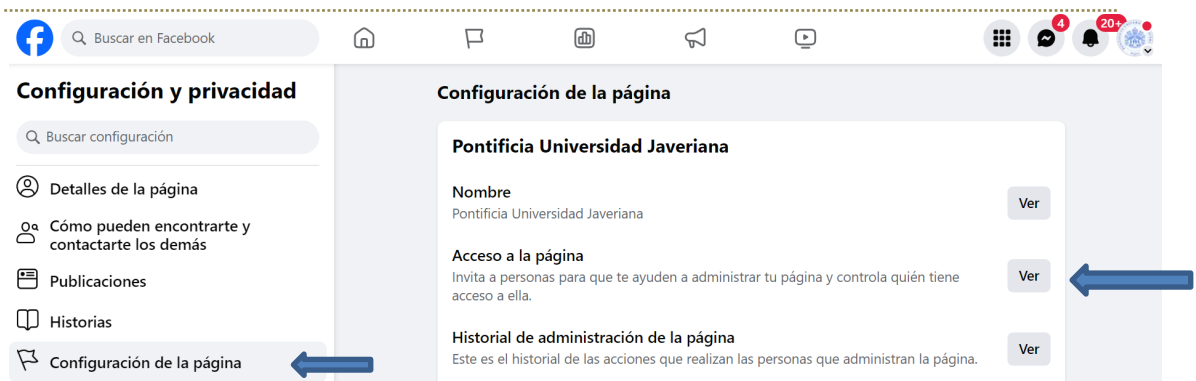 Buscar en Facebook
4
20+
Configuración y privacidad
Buscar configuración
Detalles de la página
Cómo pueden encontrarte y
contactarte los demás
Publicaciones
Historias
Configuración de la página
Configuración de la página
Pontificia Universidad Javeriana
Nombre
Pontificia Universidad Javeriana
Ver
Acceso a la página
Invita a personas para que te ayuden a administrar tu página y controla quién tiene
acceso a ella.
Ver
Historial de administración de la página
Este es el historial de las acciones que realizan las personas que administran la página.
Ver